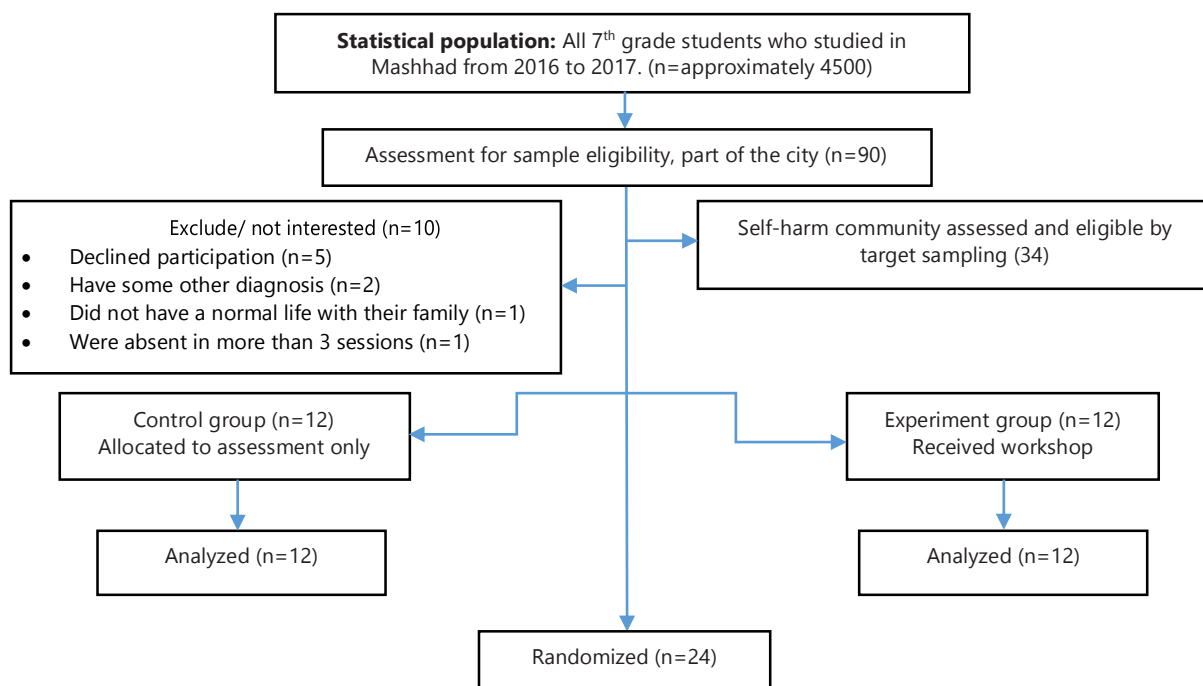 Statistical population: All 7th grade students who studied in
Mashhad from 2016 to 2017. (n=approximately 4500)
Assessment for sample eligibility, part of the city (n=90)
Exclude/ not interested (n=10)
• Declined participation (n=5)
• Have some other diagnosis (n=2)
• Did not have a normal life with their family (n=1)
• Were absent in more than 3 sessions (n=1)
Self-harm community assessed and eligible by
target sampling (34)
Control group (n=12)
Allocated to assessment only
Experiment group (n=12)
Received workshop
Analyzed (n=12)
Analyzed (n=12)
Randomized (n=24)